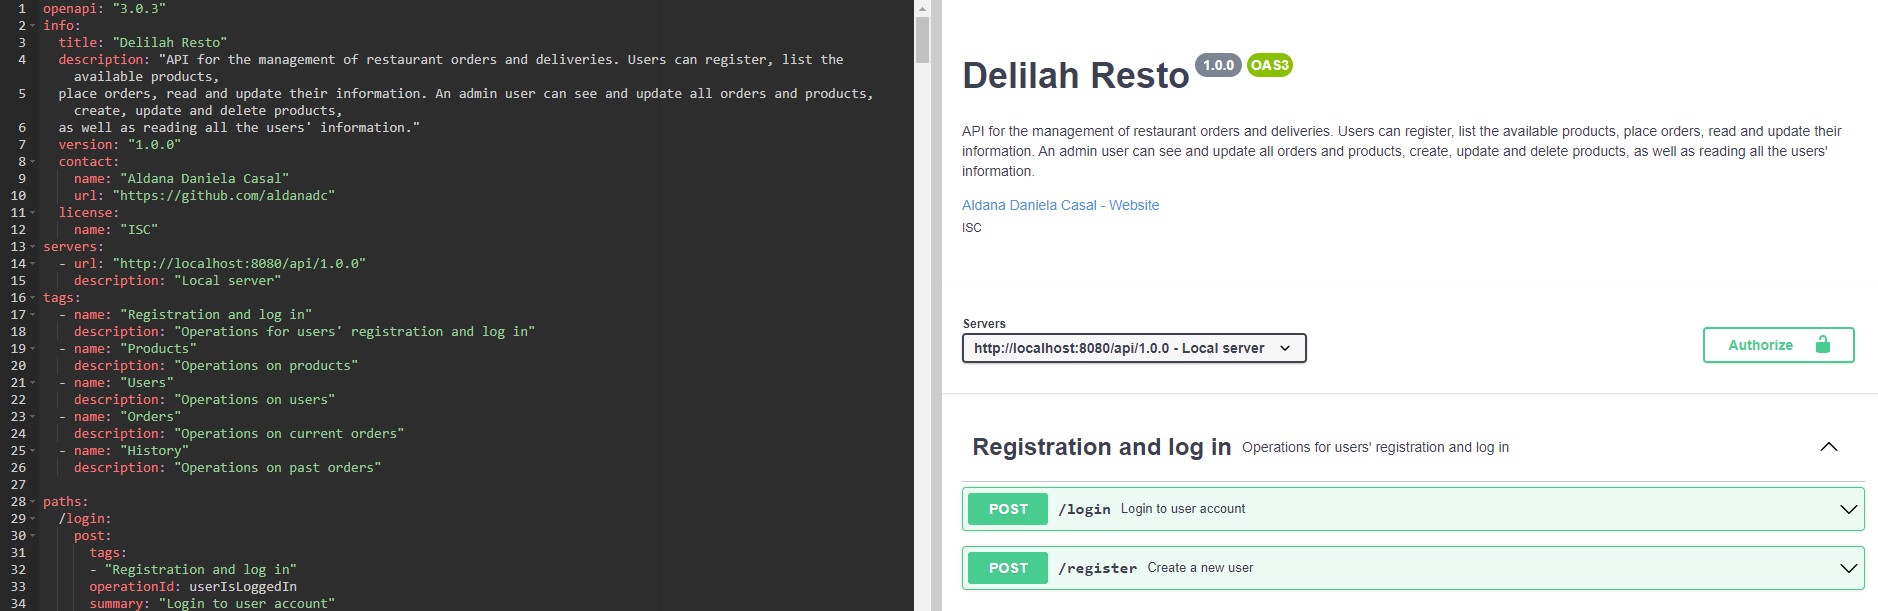 1 openapi: "3.0.3"
2 info:
3 title: "Delilah Resto"
4 description: "API for the management of restaurant orders and deliveries. Users can register, list the
available products,
5 place orders, read and update their information. An admin user can see and update all orders and products,
create, update and delete products,
6 as well as reading all the users' information."
7 version: "1.0.0"
8 contact:
9 name: "Aldana Daniela Casal"
10 url: "https://github.com/aldanadc"
11 license:
12 name: "ISC"
13 servers:
14 - url: "http://localhost:8080/api/1.0.0"
15 description: "Local server"
16 tags:
17 - name: "Registration and log in"
18 description: "Operations for users' registration and log in"
19 - name: "Products"
20 description: "Operations on products"
21 - name: "Users"
22 description: "Operations on users"
23 - name: "Orders"
24 description: "Operations on current orders"
25 - name: "History"
26 description: "Operations on past orders"
27
28 paths:
29 /login:
30 post:
31 tags:
32 - "Registration and log in"
33 operationId: userIsLoggedIn
34 summary: "Login to user account"
Delilah Resto 1.0.0 OAS3
API for the management of restaurant orders and deliveries. Users can register, list the available products, place orders, read and update their
information. An admin user can see and update all orders and products, create, update and delete products, as well as reading all the users'
information.
Aldana Daniela Casal - Website
ISC
Servers
http://localhost:8080/api/1.0.0 - Local server
Authorize
Registration and log in Operations for users' registration and log in
POST /login Login to user account
POST /register Create a new user